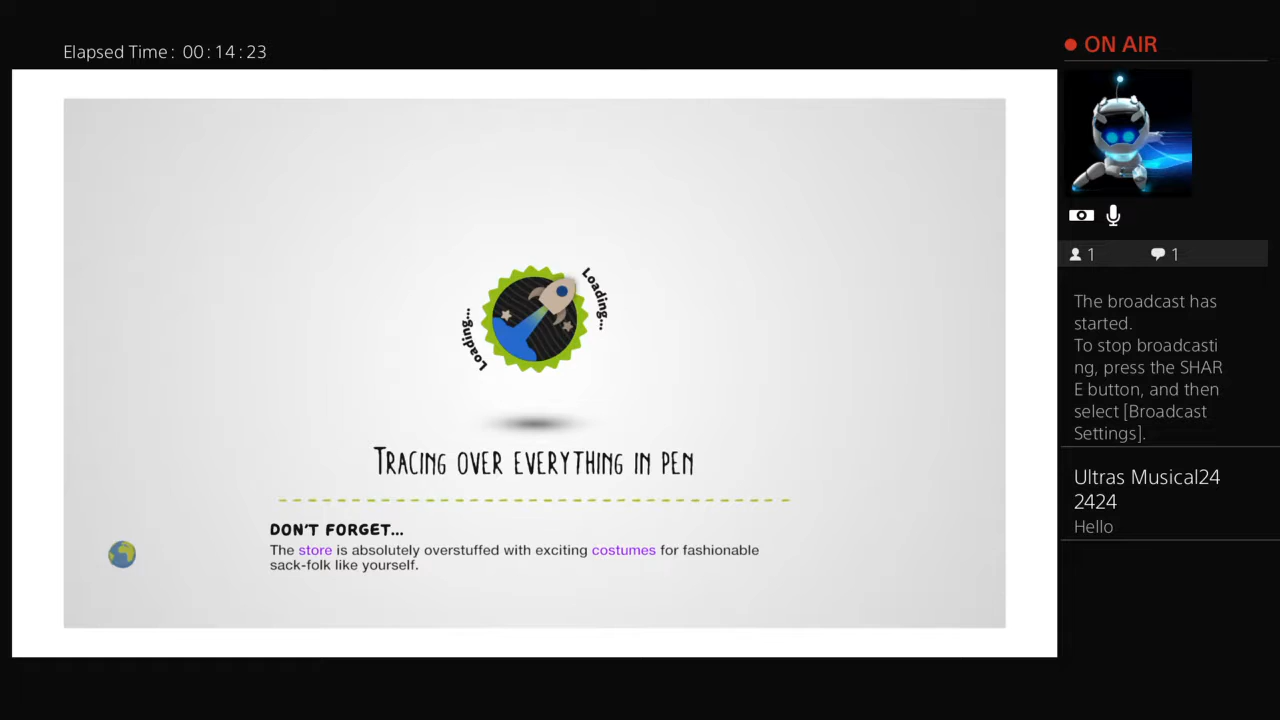 Elapsed Time: 00:14:23
ON AIR
Loading...
Loading...
TRACING OVER EVERYTHING IN PEN
DON'T FORGET...
The store is absolutely overstuffed with exciting costumes for fashionable
sack-folk like yourself.
1 1
The broadcast has
started.
To stop broadcasti
ng, press the SHAR
E button, and then
select [Broadcast
Settings].
Ultras Musical24
2424
Hello